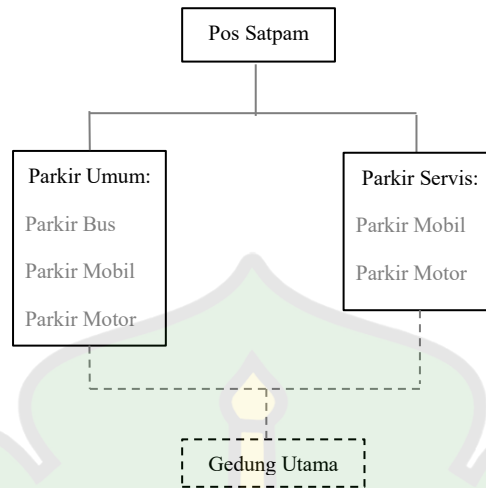 Pos Satpam
Parkir Umum:
Parkir Bus
Parkir Mobil
Parkir Motor
Parkir Servis:
Parkir Mobil
Parkir Motor
Gedung Utama